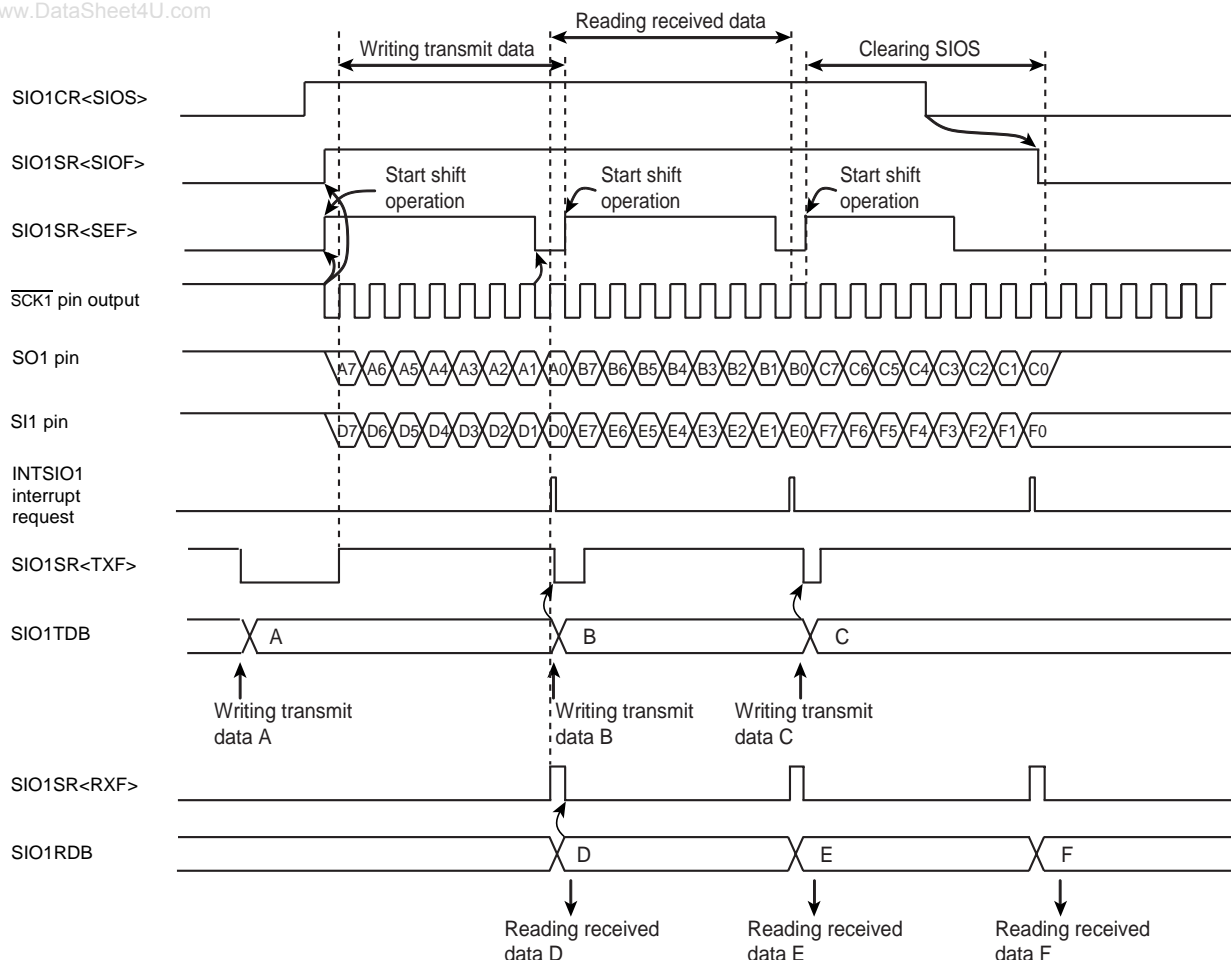 www.DataSheet4U.com
Reading received data
Writing transmit data
Clearing SIOS
SIO1CR<SIOS>
SIO1SR<SIOF>
Start shift
operation
Start shift
operation
Start shift
operation
SIO1SR<SEF>
SCK1 pin output
SO1 pin
A7 A6 A5 A4 A3 A2 A1 A0 B7 B6 B5 B4 B3 B2 B1 B0 C7 C6 C5 C4 C3 C2 C1 C0
SI1 pin
D7 D6 D5 D4 D3 D2 D1 D0 E7 E6 E5 E4 E3 E2 E1 E0 F7 F6 F5 F4 F3 F2 F1 F0
INTSIO1
interrupt
request
SIO1SR<TXF>
SIO1TDB
A B C
Writing transmit
data A
Writing transmit
data B
Writing transmit
data C
SIO1SR<RXF>
SIO1RDB
D E F
Reading received
data D
Reading received
data E
Reading received
data F